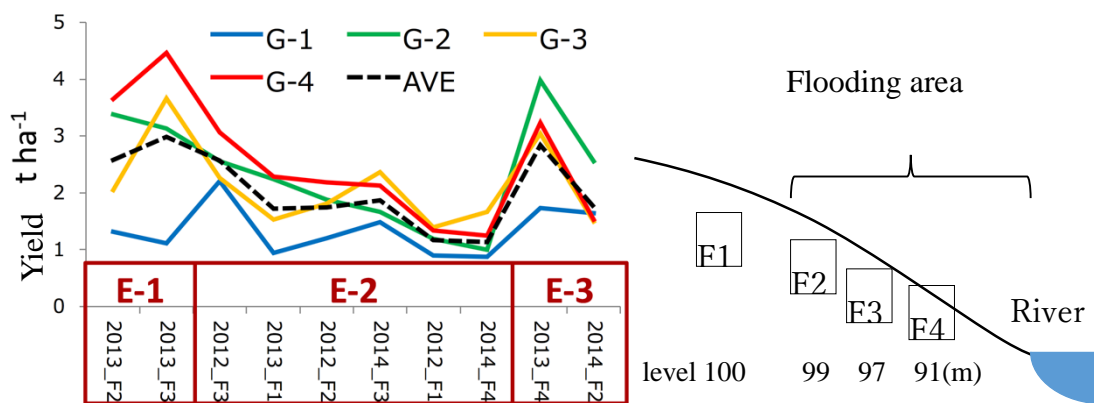 5
4
3
2
1
0
Yield t ha⁻¹
G-1 G-2 G-3
G-4 AVE
E-1 E-2 E-3
2013_F2
2013_F3
2012_F3
2013_F1
2012_F2
2014_F3
2012_F1
2014_F4
2013_F4
2014_F2
Flooding area
F1
F2
F3
F4
River
level 100 99 97 91(m)